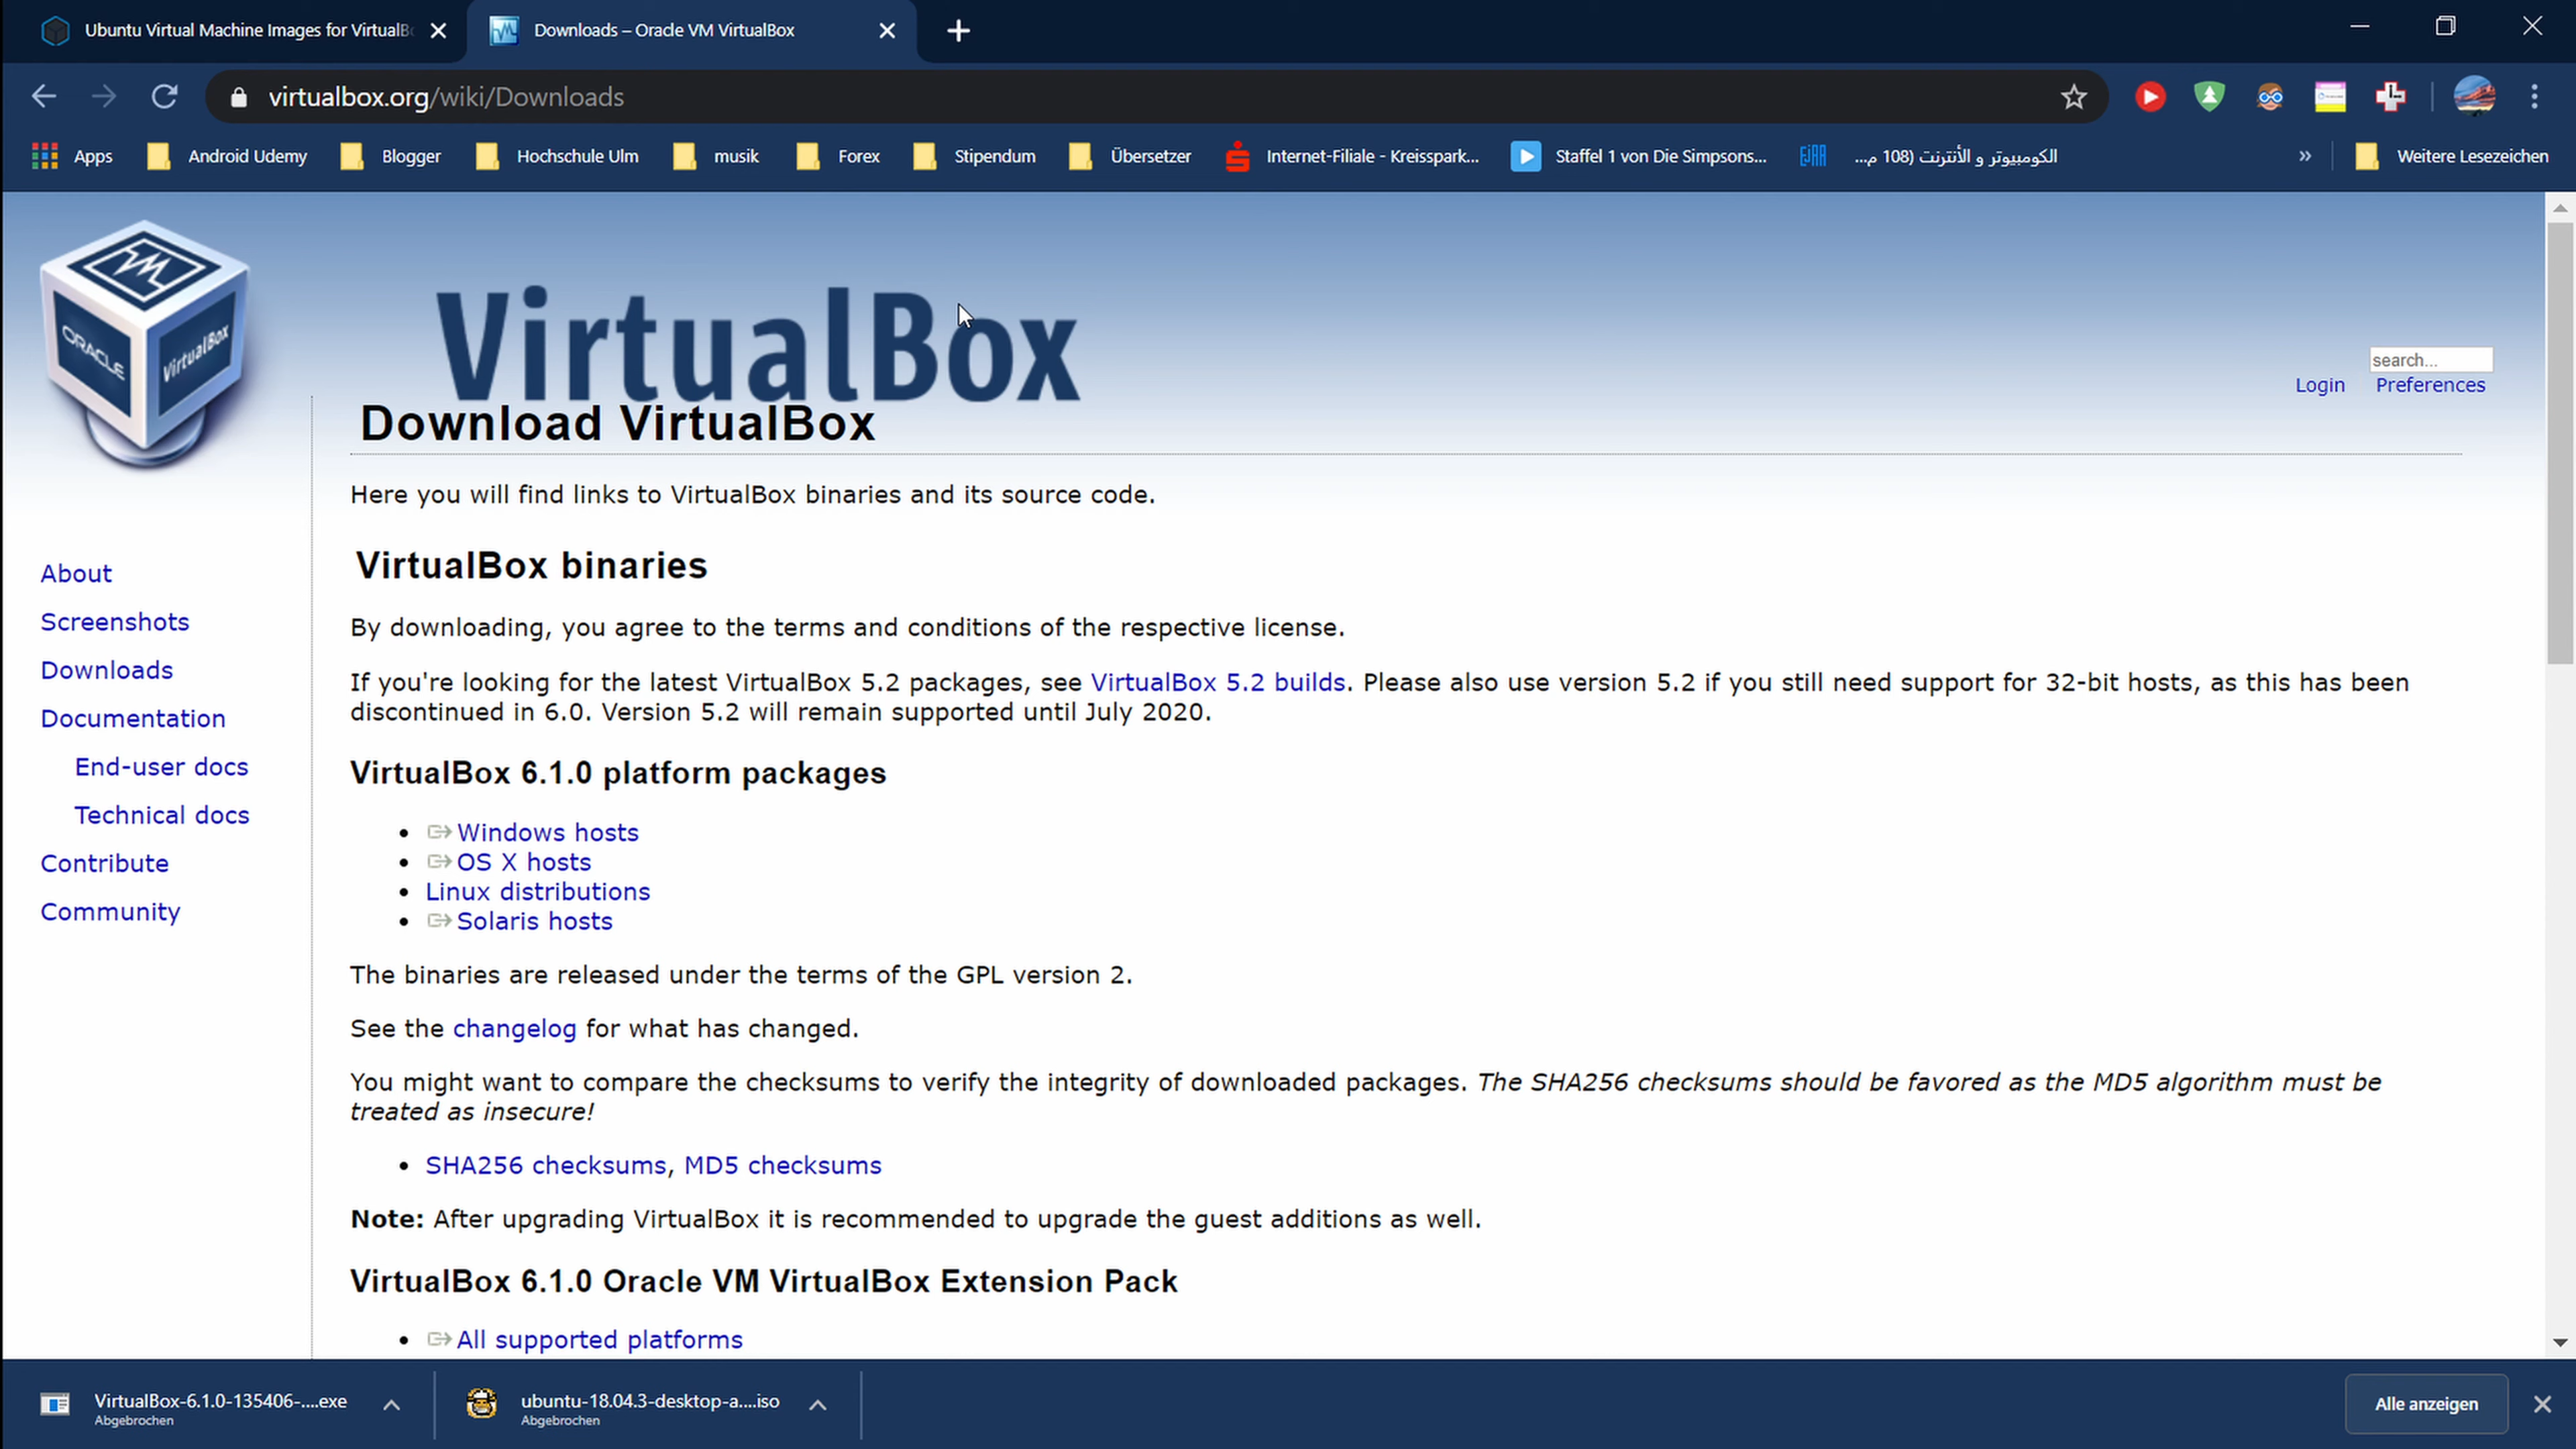 Ubuntu Virtual Machine Images for VirtualBo
Downloads – Oracle VM VirtualBox
virtualbox.org/wiki/Downloads
Apps
Android Udemy
Blogger
Hochschule Ulm
musik
Forex
Stipendum
Übersetzer
Internet-Filiale - Kreisspark...
Staffel 1 von Die Simpsons...
الكومبيوتر و الأنترنت (108 م...
»
Weitere Lesezeichen
ORACLE
VirtualBox
VirtualBox
search...
Login
Preferences
Download VirtualBox
Here you will find links to VirtualBox binaries and its source code.
About
Screenshots
Downloads
Documentation
End-user docs
Technical docs
Contribute
Community
VirtualBox binaries
By downloading, you agree to the terms and conditions of the respective license.
If you're looking for the latest VirtualBox 5.2 packages, see VirtualBox 5.2 builds. Please also use version 5.2 if you still need support for 32-bit hosts, as this has been
discontinued in 6.0. Version 5.2 will remain supported until July 2020.
VirtualBox 6.1.0 platform packages
• Windows hosts
• OS X hosts
• Linux distributions
• Solaris hosts
The binaries are released under the terms of the GPL version 2.
See the changelog for what has changed.
You might want to compare the checksums to verify the integrity of downloaded packages. The SHA256 checksums should be favored as the MD5 algorithm must be
treated as insecure!
• SHA256 checksums, MD5 checksums
Note: After upgrading VirtualBox it is recommended to upgrade the guest additions as well.
VirtualBox 6.1.0 Oracle VM VirtualBox Extension Pack
• All supported platforms
VirtualBox-6.1.0-135406-....exe
Abgebrochen
ubuntu-18.04.3-desktop-a....iso
Abgebrochen
Alle anzeigen